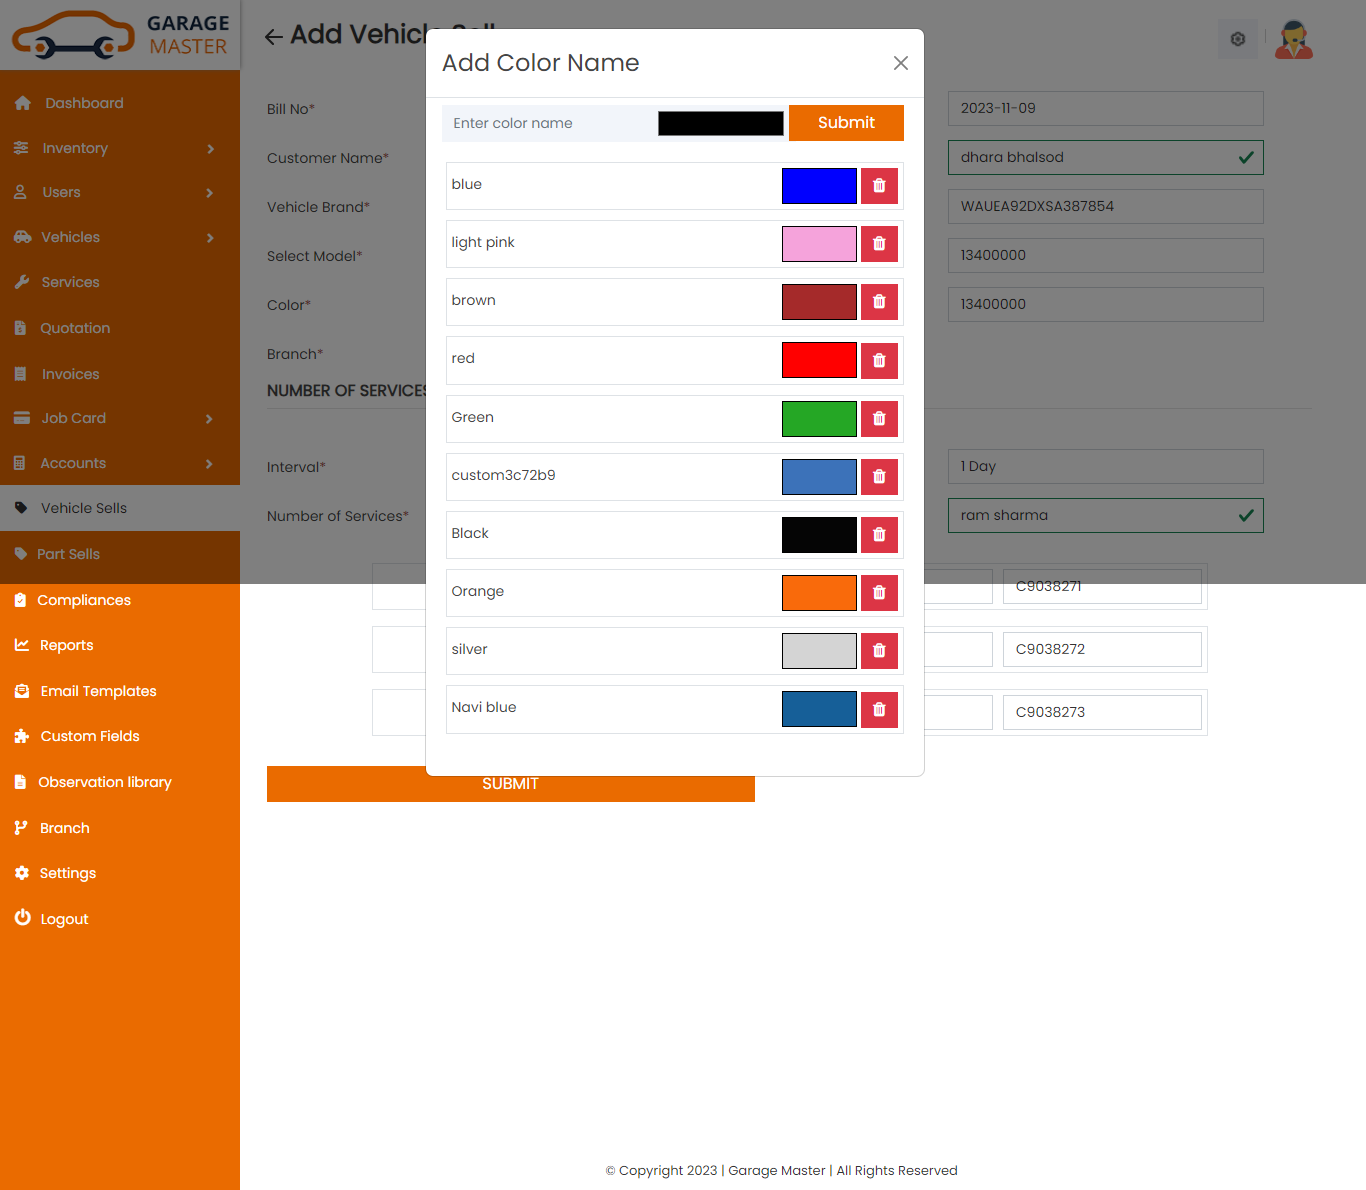 GARAGE
MASTER
Dashboard
Inventory
Users
Vehicles
Services
Quotation
Invoices
Job Card
Accounts
Vehicle Sells
Part Sells
Compliances
Reports
Email Templates
Custom Fields
Observation library
Branch
Settings
Logout
Add Vehicle Sell
Bill No*
2023-11-09
Customer Name*
dhara bhalsod
Vehicle Brand*
WAUEA92DXSA387854
Select Model*
13400000
Color*
13400000
Branch*
NUMBER OF SERVICES
Interval*
1 Day
Number of Services*
ram sharma
C9038271
C9038272
C9038273
SUBMIT
Add Color Name
Enter color name
Submit
blue
light pink
brown
red
Green
custom3c72b9
Black
Orange
silver
Navi blue
© Copyright 2023 | Garage Master | All Rights Reserved